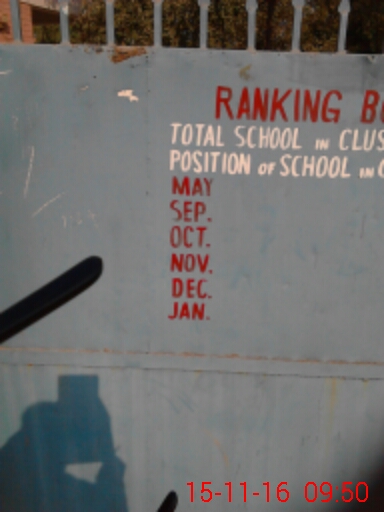 RANKING B
TOTAL SCHOOL IN CLUS
POSITION OF SCHOOL IN
MAY
SEP.
OCT.
NOV.
DEC.
JAN.
15-11-16 09:50